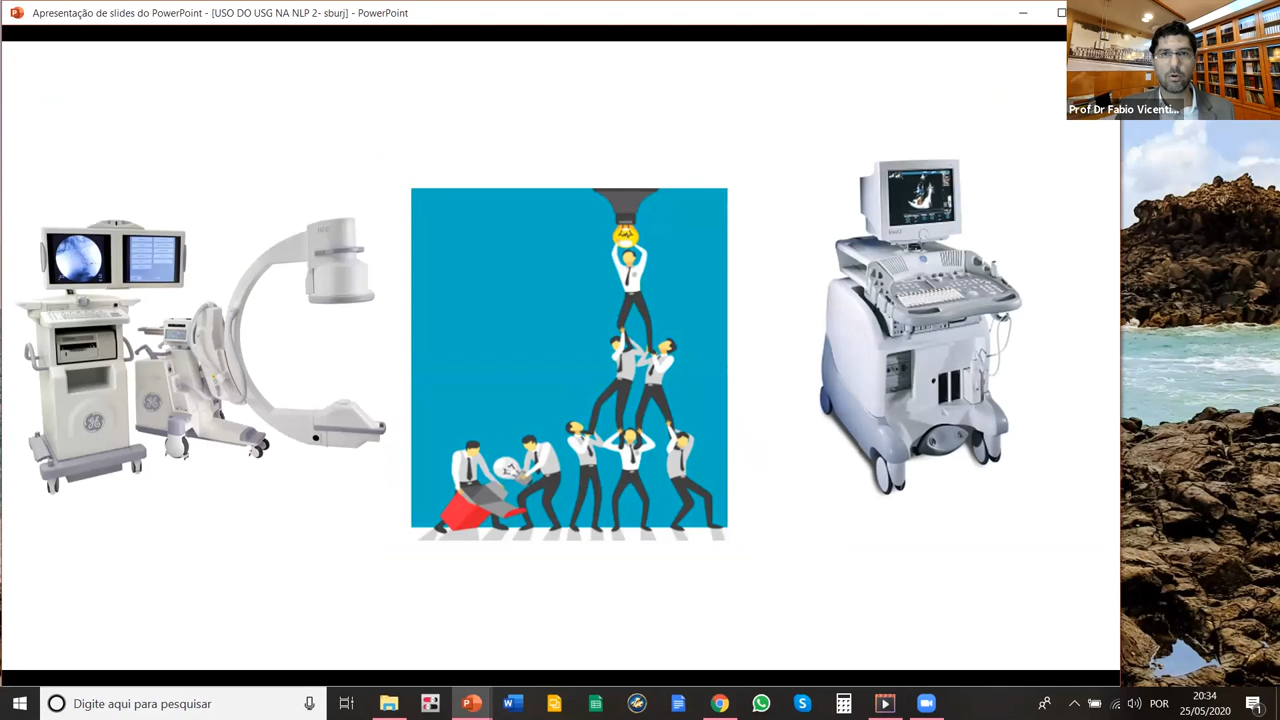 Apresentação de slides do PowerPoint - [USO DO USG NA NLP 2- sburj] - PowerPoint
Prof Dr Fabio Vicenti...
Digite aqui para pesquisar
POR
20:34
25/05/2020
1